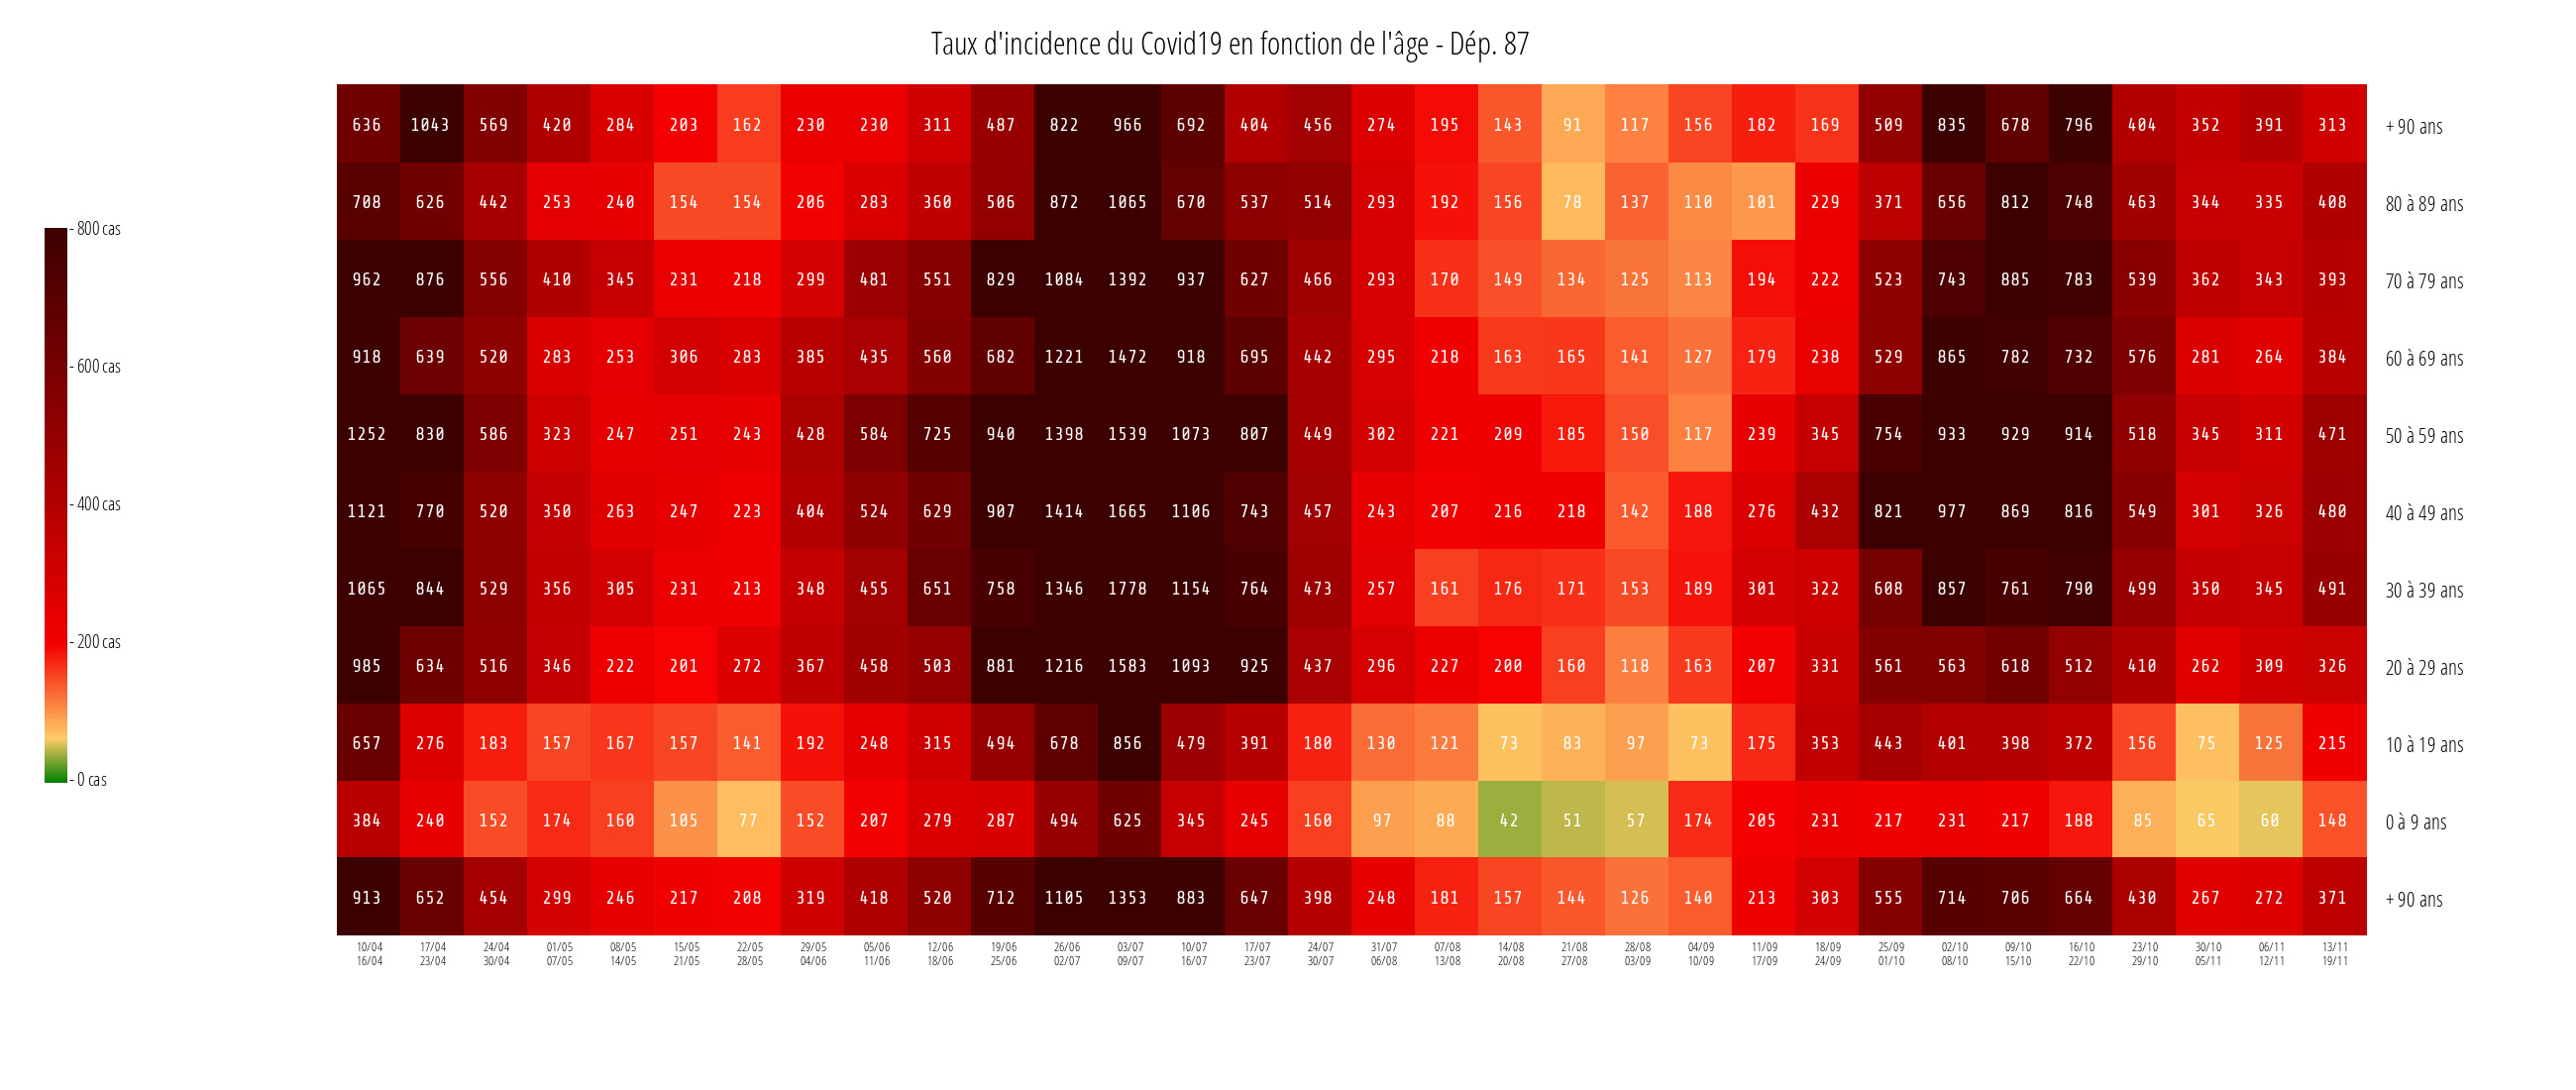 Taux d'incidence du Covid19 en fonction de l'âge - Dép. 87
636 1043 569 420 284 203 162 230 230 311 487 822 966 692 404 456 274 195 143 91 117 156 182 169 509 835 678 796 404 352 391 313 + 90 ans
708 626 442 253 240 154 154 206 283 360 506 872 1065 670 537 514 293 192 156 78 137 110 101 229 371 656 812 748 463 344 335 408 80 à 89 ans
- 800 cas
962 876 556 410 345 231 218 299 481 551 829 1084 1392 937 627 466 293 170 149 134 125 113 194 222 523 743 885 783 539 362 343 393 70 à 79 ans
918 639 520 283 253 306 283 385 435 560 682 1221 1472 918 695 442 295 218 163 165 141 127 179 238 529 865 782 732 576 281 264 384 60 à 69 ans
- 600 cas
1252 830 586 323 247 251 243 428 584 725 940 1398 1539 1073 807 449 302 221 209 185 150 117 239 345 754 933 929 914 518 345 311 471 50 à 59 ans
- 400 cas
1121 770 520 350 263 247 223 404 524 629 907 1414 1665 1106 743 457 243 207 216 218 142 188 276 432 821 977 869 816 549 301 326 480 40 à 49 ans
1065 844 529 356 305 231 213 348 455 651 758 1346 1778 1154 764 473 257 161 176 171 153 189 301 322 608 857 761 790 499 350 345 491 30 à 39 ans
- 200 cas
985 634 516 346 222 201 272 367 458 503 881 1216 1583 1093 925 437 296 227 200 160 118 163 207 331 561 563 618 512 410 262 309 326 20 à 29 ans
657 276 183 157 167 157 141 192 248 315 494 678 856 479 391 180 130 121 73 83 97 73 175 353 443 401 398 372 156 75 125 215 10 à 19 ans
- 0 cas
384 240 152 174 160 105 77 152 207 279 287 494 625 345 245 160 97 88 42 51 57 174 205 231 217 231 217 188 85 65 60 148 0 à 9 ans
913 652 454 299 246 217 208 319 418 520 712 1105 1353 883 647 398 248 181 157 144 126 140 213 303 555 714 706 664 430 267 272 371 + 90 ans
10/04 17/04 24/04 01/05 08/05 15/05 22/05 29/05 05/06 12/06 19/06 26/06 03/07 10/07 17/07 24/07 31/07 07/08 14/08 21/08 28/08 04/09 11/09 18/09 25/09 02/10 09/10 16/10 23/10 30/10 06/11 13/11
16/04 23/04 30/04 07/05 14/05 21/05 28/05 04/06 11/06 18/06 25/06 02/07 09/07 16/07 23/07 30/07 06/08 13/08 20/08 27/08 03/09 10/09 17/09 24/09 01/10 08/10 15/10 22/10 29/10 05/11 12/11 19/11